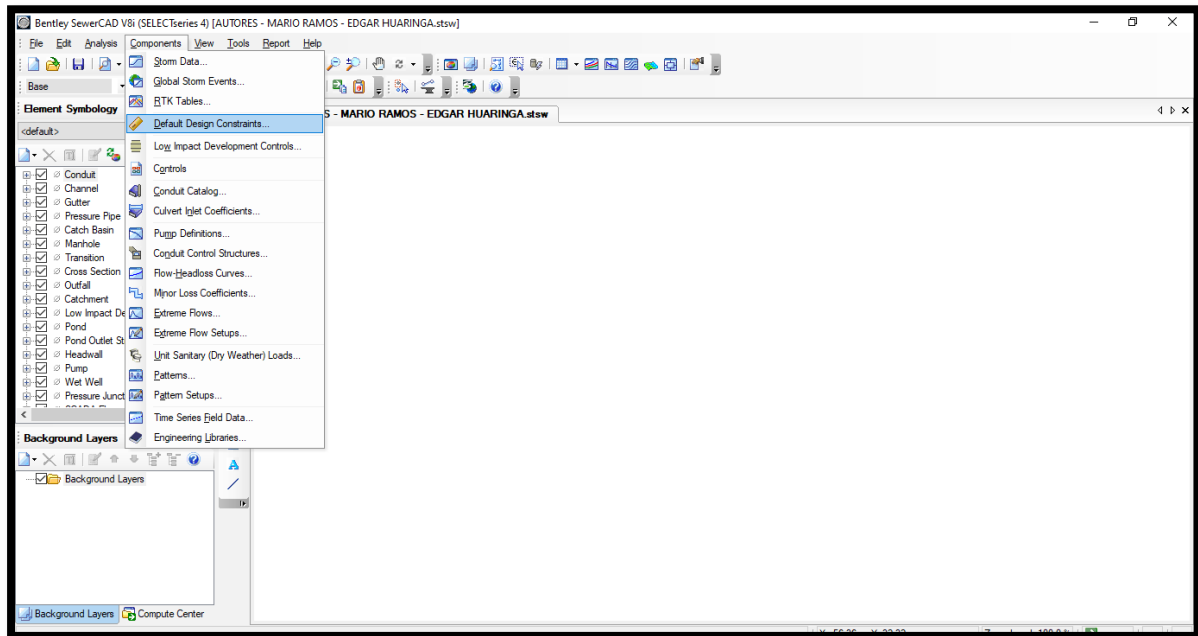 Bentley SewerCAD V8i (SELECTseries 4) [AUTORES - MARIO RAMOS - EDGAR HUARINGA.stsw]
File Edit Analysis Components View Tools Report Help
Base
Element Symbology
<default>
Conduit
Channel
Gutter
Pressure Pipe
Catch Basin
Manhole
Transition
Cross Section
Outfall
Catchment
Low Impact De
Pond
Pond Outlet St
Headwall
Pump
Wet Well
Pressure Junct
Storm Data...
Global Storm Events...
RTK Tables...
Default Design Constraints...
Low Impact Development Controls...
Controls
Conduit Catalog...
Culvert Inlet Coefficients...
Pump Definitions...
Conduit Control Structures...
Flow-Headloss Curves...
Minor Loss Coefficients...
Extreme Flows...
Extreme Flow Setups...
Unit Sanitary (Dry Weather) Loads...
Patterns...
Pattern Setups...
Time Series Field Data...
Engineering Libraries...
S - MARIO RAMOS - EDGAR HUARINGA.stsw
Background Layers
Background Layers
Background Layers Compute Center